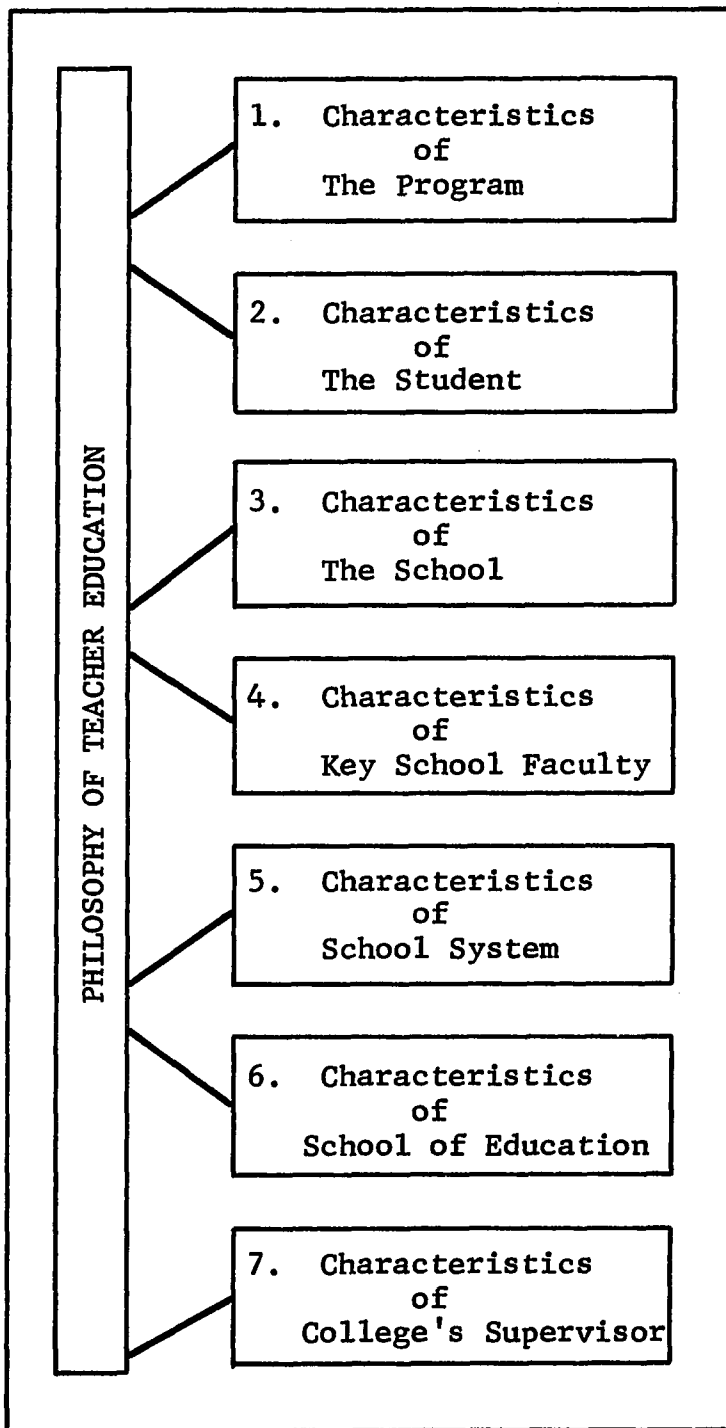 PHILOSOPHY OF TEACHER EDUCATION
1. Characteristics
of
The Program
2. Characteristics
of
The Student
3. Characteristics
of
The School
4. Characteristics
of
Key School Faculty
5. Characteristics
of
School System
6. Characteristics
of
School of Education
7. Characteristics
of
College's Supervisor